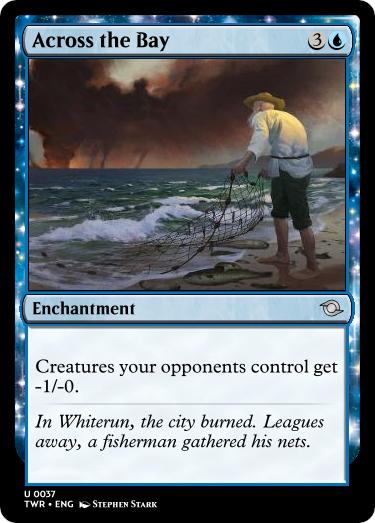 Across the Bay 3
Enchantment
Creatures your opponents control get
-1/-0.
In Whiterun, the city burned. Leagues
away, a fisherman gathered his nets.
U 0037
TWR • ENG Stephen Stark